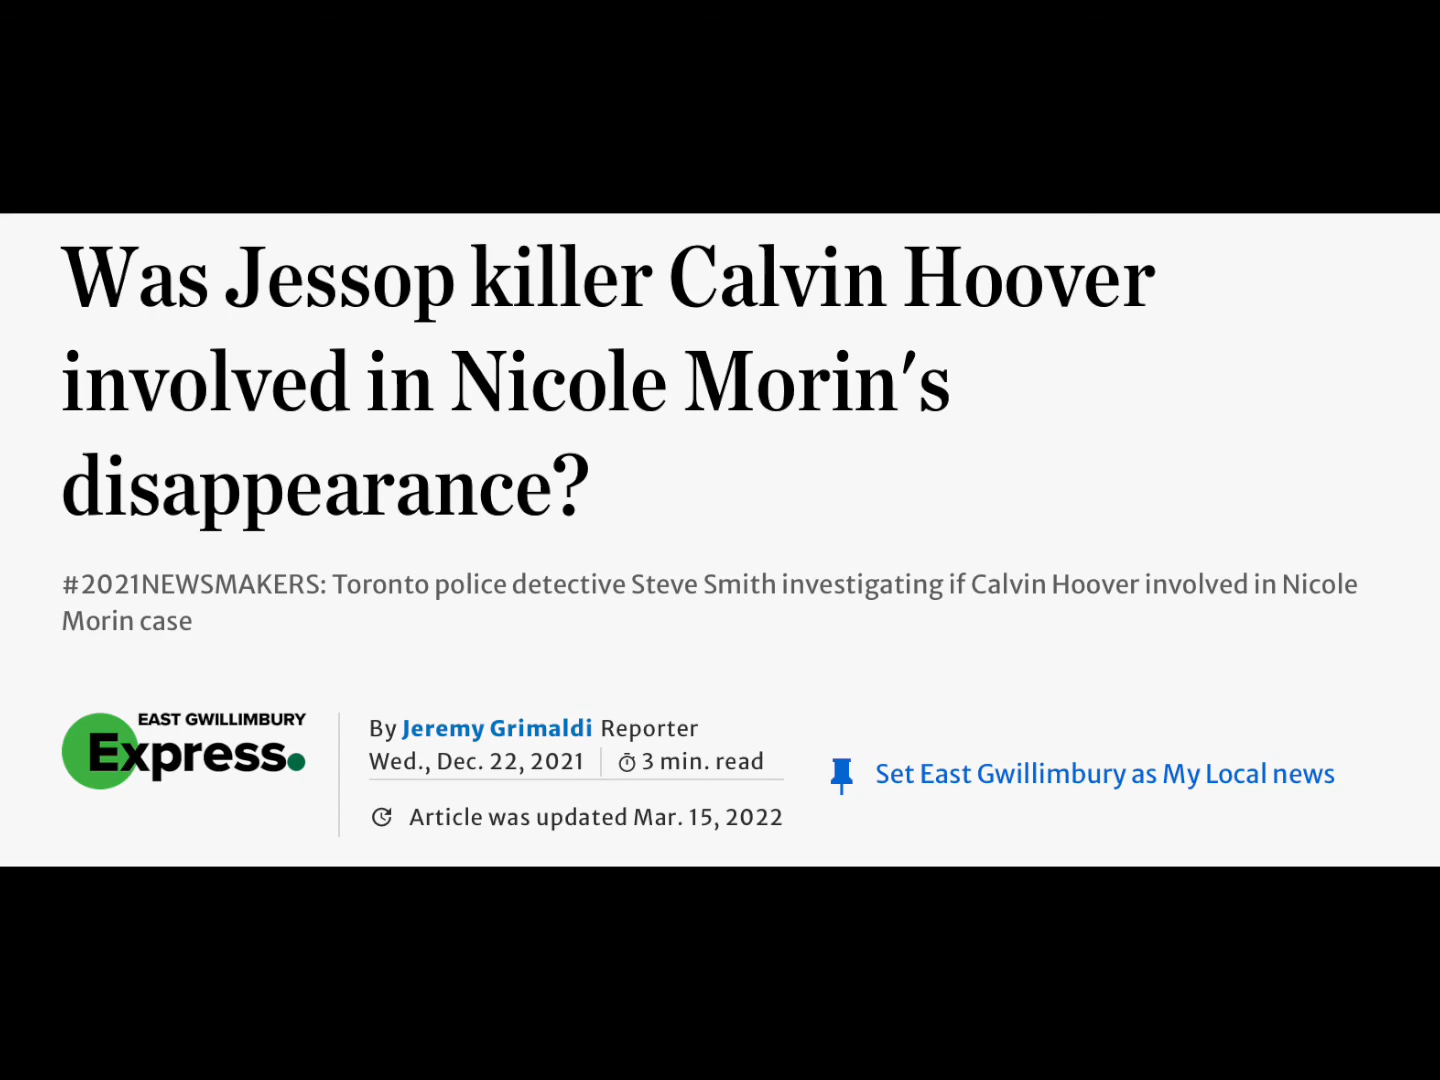 Was Jessop killer Calvin Hoover
involved in Nicole Morin's
disappearance?
#2021NEWSMAKERS: Toronto police detective Steve Smith investigating if Calvin Hoover involved in Nicole
Morin case
EAST GWILLIMBURY
Express.
By Jeremy Grimaldi Reporter
Wed., Dec. 22, 2021 3 min. read
Article was updated Mar. 15, 2022
Set East Gwillimbury as My Local news